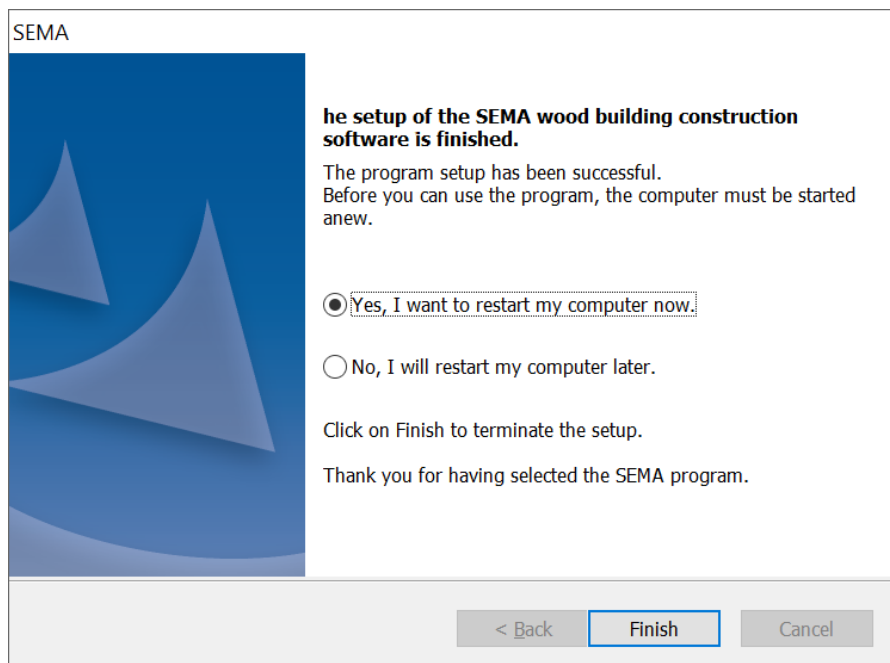 SEMA
he setup of the SEMA wood building construction
software is finished.
The program setup has been successful.
Before you can use the program, the computer must be started
anew.
Yes, I want to restart my computer now.
No, I will restart my computer later.
Click on Finish to terminate the setup.
Thank you for having selected the SEMA program.
< Back
Finish
Cancel